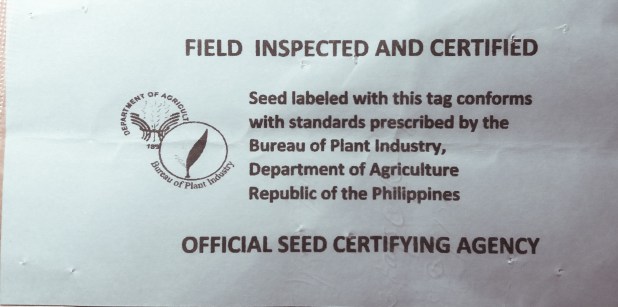 FIELD INSPECTED AND CERTIFIED
DEPARTMENT OF AGRICULT
Bureau of Plant Industry
Seed labeled with this tag conforms
with standards prescribed by the
Bureau of Plant Industry,
Department of Agriculture
Republic of the Philippines
OFFICIAL SEED CERTIFYING AGENCY